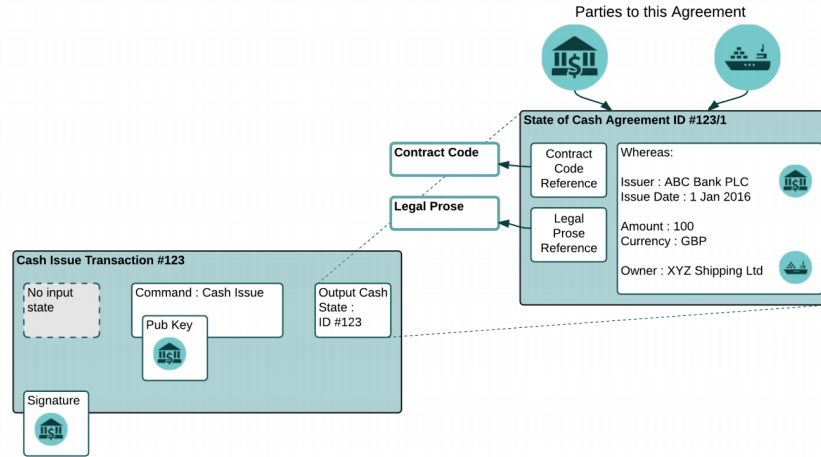 Parties to this Agreement
State of Cash Agreement ID #123/1
Contract Code
Contract
Code
Reference
Whereas:
Issuer : ABC Bank PLC
Issue Date : 1 Jan 2016
Amount : 100
Currency : GBP
Owner : XYZ Shipping Ltd
Legal Prose
Legal
Prose
Reference
Cash Issue Transaction #123
No input
state
Command : Cash Issue
Pub Key
Output Cash
State :
ID #123
Signature